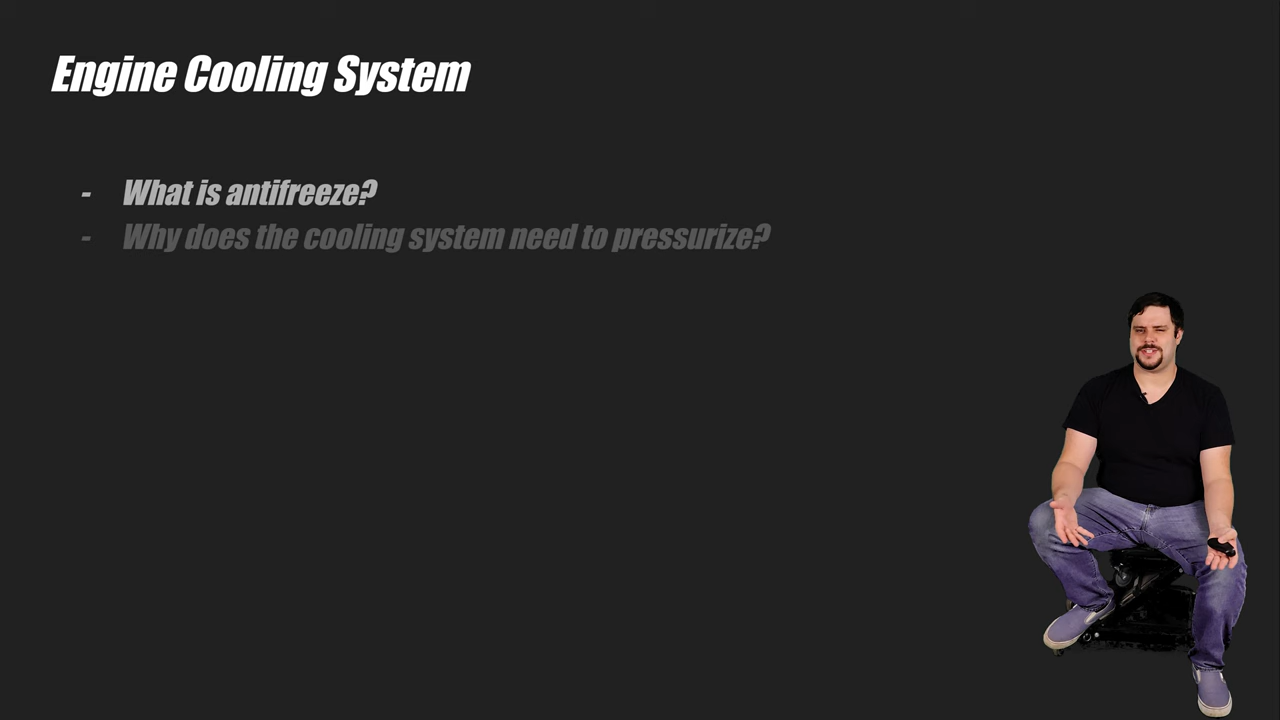 Engine Cooling System
- What is antifreeze?
- Why does the cooling system need to pressurize?